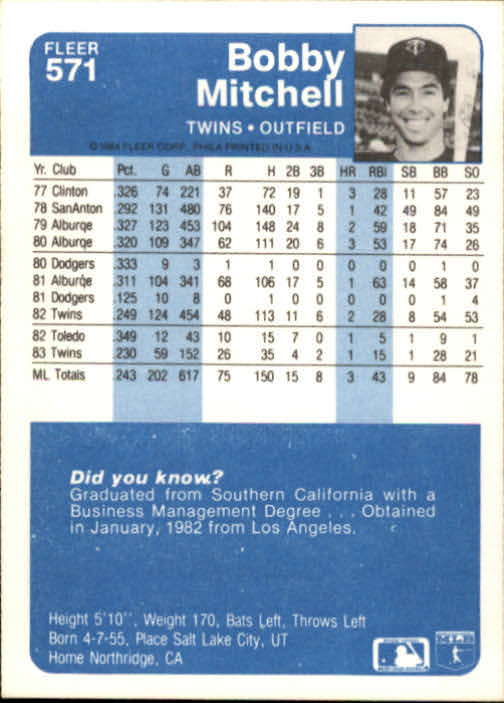 FLEER
571
Bobby
Mitchell
TWINS • OUTFIELD
© 1984 FLEER CORP. PHILA PRINTED IN U.S.A.
Yr. Club Pct. G AB R H 2B 3B HR RBI SB BB SO
77 Clinton .326 74 221 37 72 19 1 3 28 11 57 23
78 SanAnton .292 131 480 76 140 17 5 1 42 49 84 49
79 Alburqe .327 123 453 104 148 24 8 2 59 18 71 35
80 Alburqe .320 109 347 62 111 20 6 3 53 17 74 26
80 Dodgers .333 9 3 1 1 0 0 0 0 0 1 0
81 Alburqe .311 104 341 68 106 17 5 1 63 14 58 37
81 Dodgers .125 10 8 0 1 0 0 0 0 0 1 4
82 Twins .249 124 454 48 113 11 6 2 28 8 54 53
82 Toledo .349 12 43 10 15 7 0 1 5 1 9 1
83 Twins .230 59 152 26 35 4 2 1 15 1 28 21
ML Totals .243 202 617 75 150 15 8 3 43 9 84 78
Did you know?
Graduated from Southern California with a
Business Management Degree . . . Obtained
in January, 1982 from Los Angeles.
Height 5'10'', Weight 170, Bats Left, Throws Left
Born 4-7-55, Place Salt Lake City, UT
Home Northridge, CA